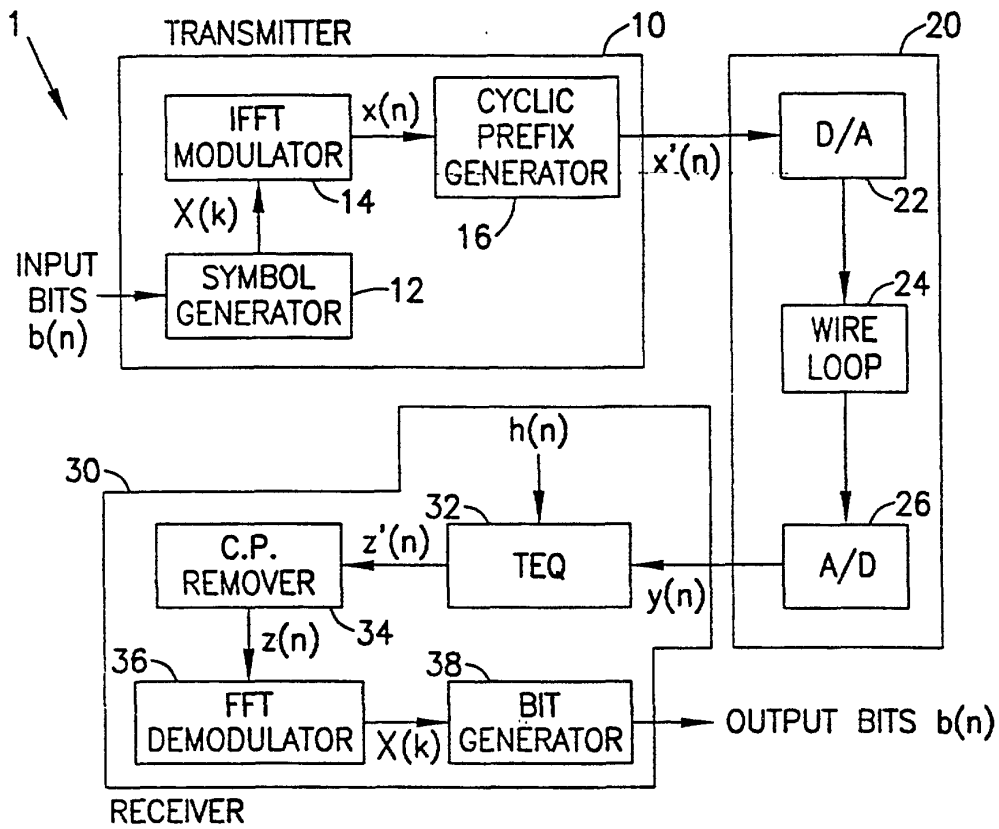 1
TRANSMITTER
10
20
IFFT
MODULATOR
x(n)
CYCLIC
PREFIX
GENERATOR
x'(n)
D/A
14
22
X(k)
16
INPUT
BITS
b(n)
SYMBOL
GENERATOR
12
24
WIRE
LOOP
h(n)
30
32
26
C.P.
REMOVER
z'(n)
TEQ
y(n)
A/D
34
z(n)
36
38
FFT
DEMODULATOR
X(k)
BIT
GENERATOR
OUTPUT BITS b(n)
RECEIVER